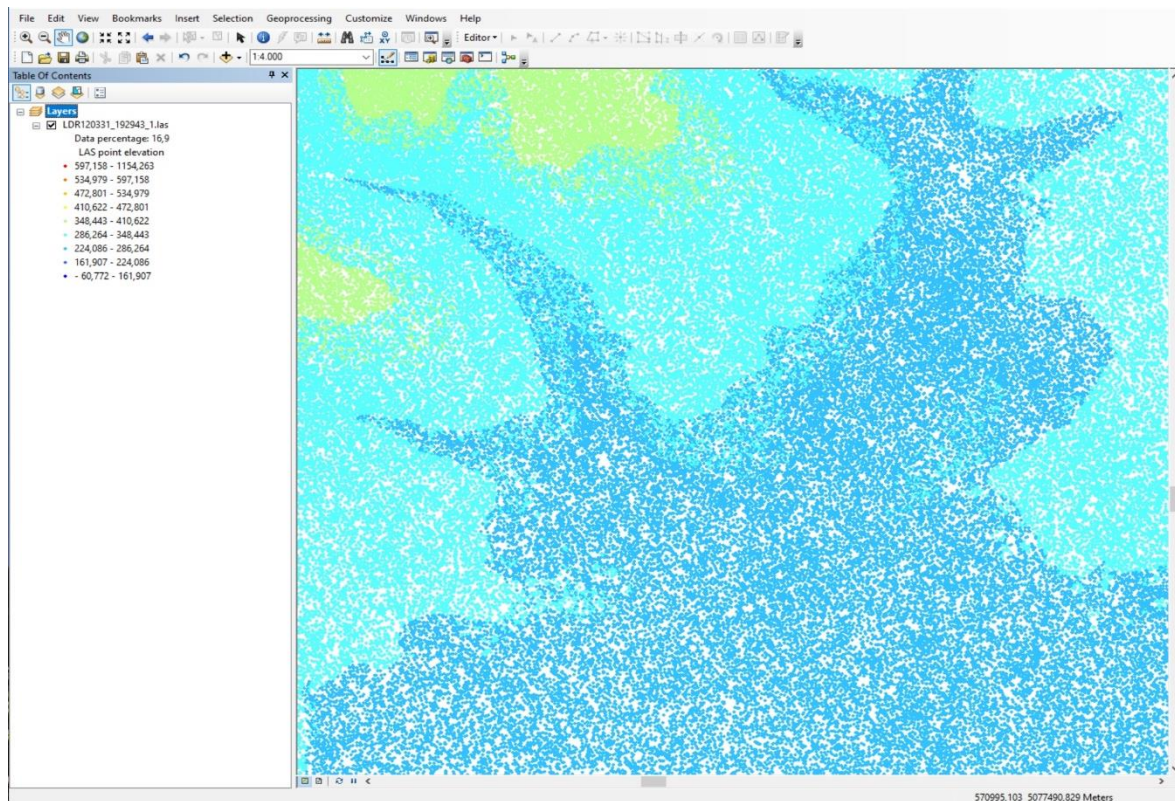 File Edit View Bookmarks Insert Selection Geoprocessing Customize Windows Help
Editor
1:4.000
Table Of Contents
Layers
LDR120331_192943_1.las
Data percentage: 16,9
LAS point elevation
597,158 - 1154,263
534,979 - 597,158
472,801 - 534,979
410,622 - 472,801
348,443 - 410,622
286,264 - 348,443
224,086 - 286,264
161,907 - 224,086
- 60,772 - 161,907
570995,103 5077490,829 Meters